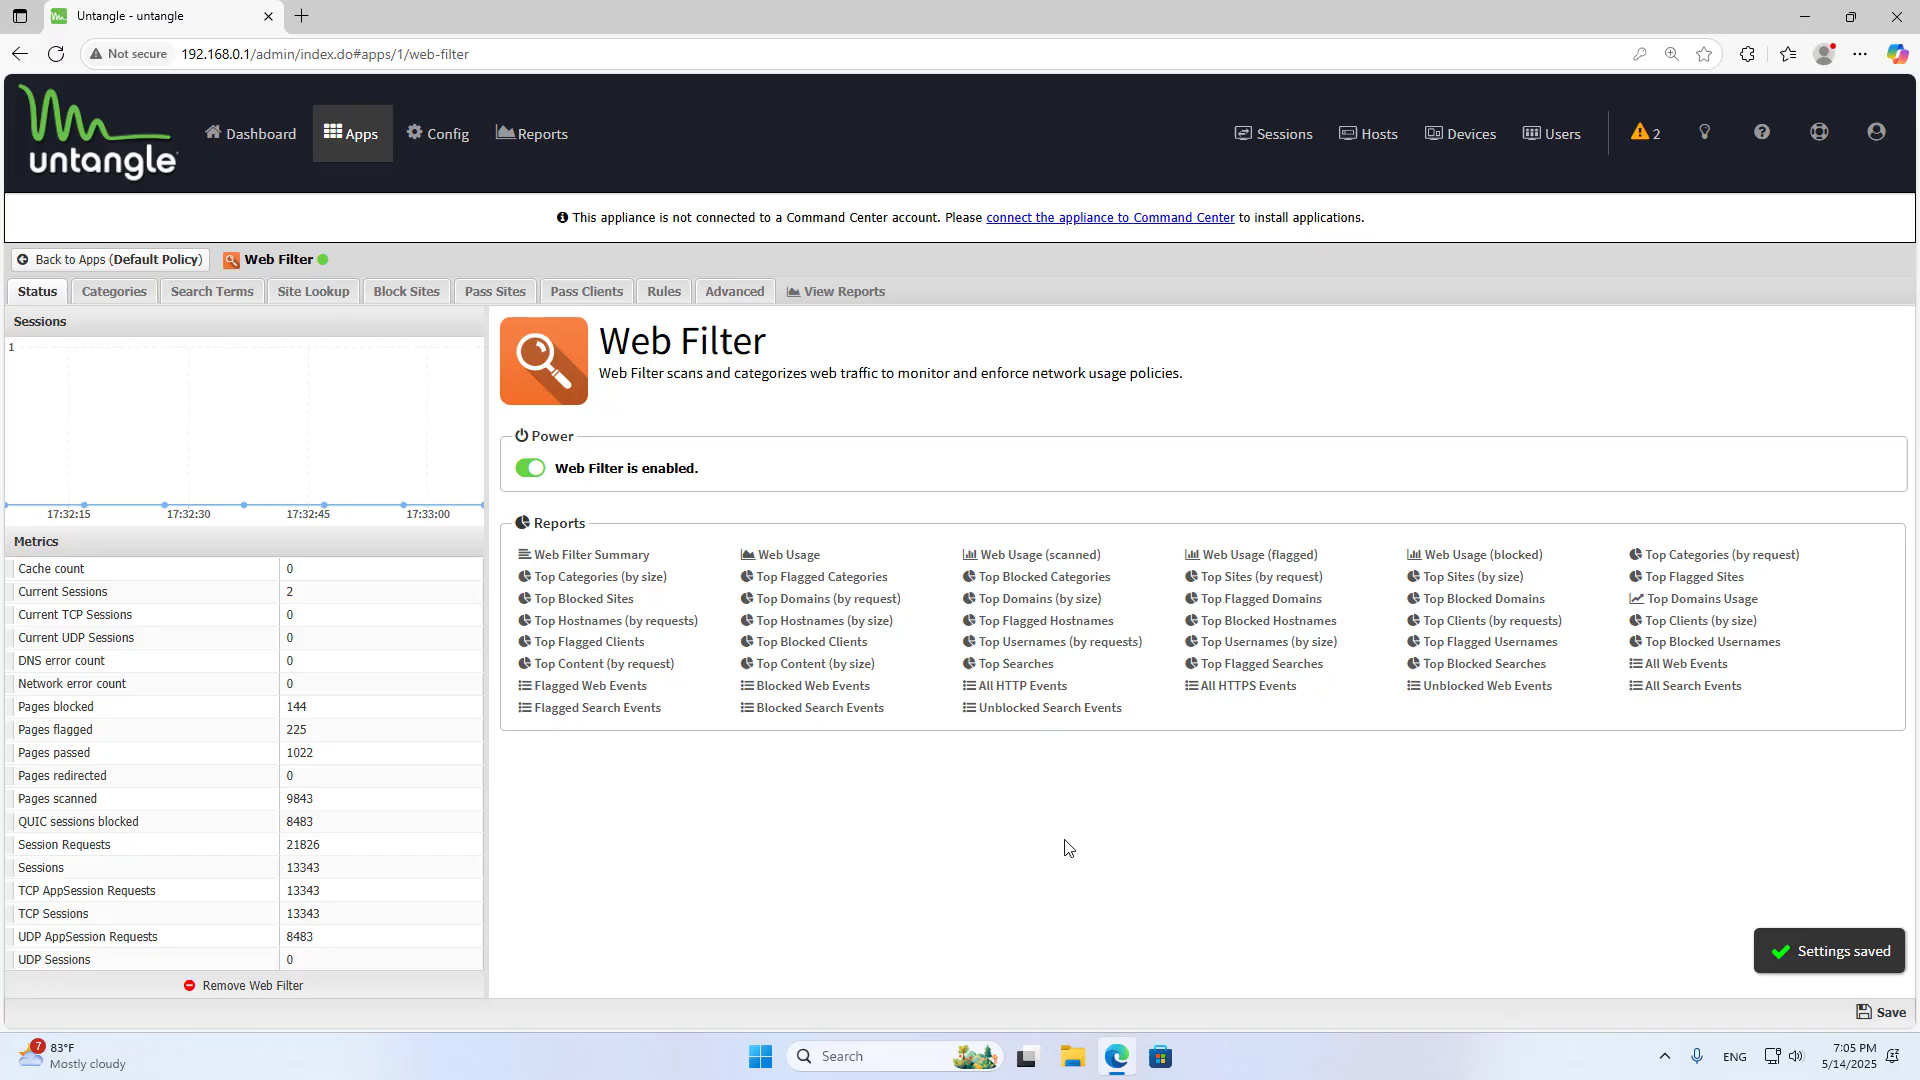 Untangle - untangle
Not secure 192.168.0.1/admin/index.do#apps/1/web-filter
untangle
Dashboard Apps Config Reports Sessions Hosts Devices Users 2
This appliance is not connected to a Command Center account. Please connect the appliance to Command Center to install applications.
Back to Apps (Default Policy) Web Filter
Status Categories Search Terms Site Lookup Block Sites Pass Sites Pass Clients Rules Advanced View Reports
Sessions
1
17:32:15 17:32:30 17:32:45 17:33:00
Metrics
Cache count 0
Current Sessions 2
Current TCP Sessions 0
Current UDP Sessions 0
DNS error count 0
Network error count 0
Pages blocked 144
Pages flagged 225
Pages passed 1022
Pages redirected 0
Pages scanned 9843
QUIC sessions blocked 8483
Session Requests 21826
Sessions 13343
TCP AppSession Requests 13343
TCP Sessions 13343
UDP AppSession Requests 8483
UDP Sessions 0
Remove Web Filter
Web Filter
Web Filter scans and categorizes web traffic to monitor and enforce network usage policies.
Power
Web Filter is enabled.
Reports
Web Filter Summary Web Usage Web Usage (scanned) Web Usage (flagged) Web Usage (blocked) Top Categories (by request)
Top Categories (by size) Top Flagged Categories Top Blocked Categories Top Sites (by request) Top Sites (by size) Top Flagged Sites
Top Blocked Sites Top Domains (by request) Top Domains (by size) Top Flagged Domains Top Blocked Domains Top Domains Usage
Top Hostnames (by requests) Top Hostnames (by size) Top Flagged Hostnames Top Blocked Hostnames Top Clients (by requests) Top Clients (by size)
Top Flagged Clients Top Blocked Clients Top Usernames (by requests) Top Usernames (by size) Top Flagged Usernames Top Blocked Usernames
Top Content (by request) Top Content (by size) Top Searches Top Flagged Searches Top Blocked Searches All Web Events
Flagged Web Events Blocked Web Events All HTTP Events All HTTPS Events Unblocked Web Events All Search Events
Flagged Search Events Blocked Search Events Unblocked Search Events
Settings saved
Save
7
83°F
Mostly cloudy
Search
ENG
7:05 PM
5/14/2025